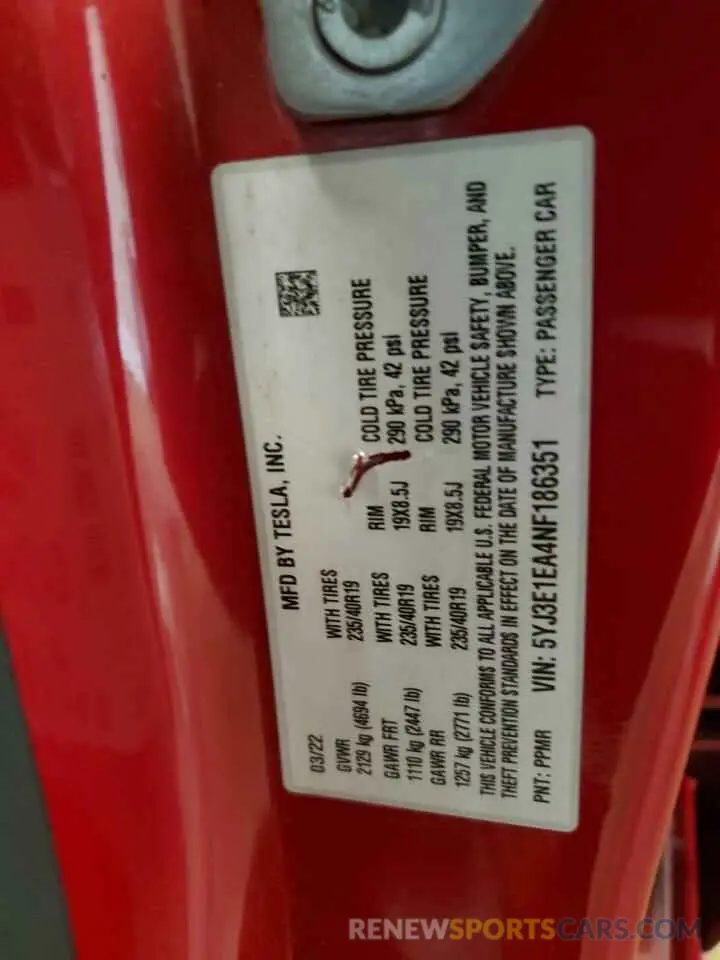 MFD BY TESLA, INC.
03/22
GVWR WITH TIRES RIM COLD TIRE PRESSURE
2129 kg (4694 lb) 235/40R19 19X8.5J 290 kPa, 42 psi
GAWR FRT WITH TIRES RIM COLD TIRE PRESSURE
1110 kg (2447 lb) 235/40R19 19X8.5J 290 kPa, 42 psi
GAWR RR WITH TIRES
1257 kg (2771 lb) 235/40R19
THIS VEHICLE CONFORMS TO ALL APPLICABLE U.S. FEDERAL MOTOR VEHICLE SAFETY, BUMPER, AND
THEFT PREVENTION STANDARDS IN EFFECT ON THE DATE OF MANUFACTURE SHOWN ABOVE.
PNT: PPMR VIN: 5YJ3E1EA4NF186351 TYPE: PASSENGER CAR
RENEWSPORTSCARS.COM